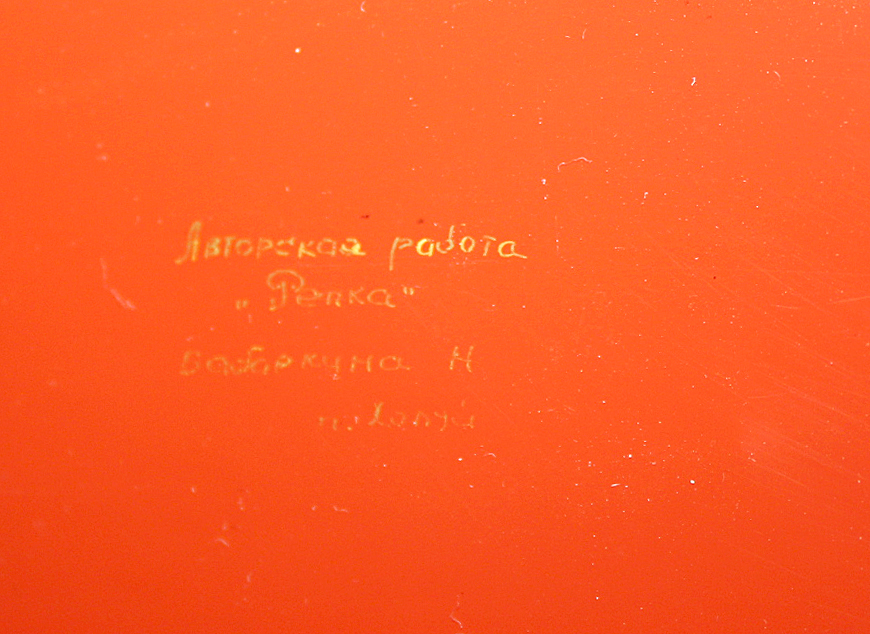 Авторская работа
„Репка"
Н
п. Холуй